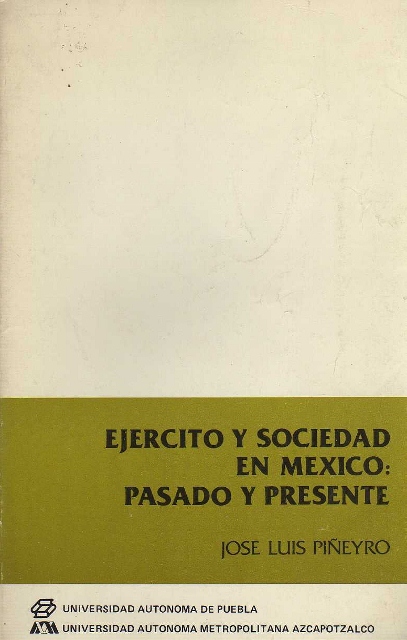 EJERCITO Y SOCIEDAD
EN MEXICO:
PASADO Y PRESENTE
JOSE LUIS PIÑEYRO
UNIVERSIDAD AUTONOMA DE PUEBLA
UNIVERSIDAD AUTONOMA METROPOLITANA AZCAPOTZALCO